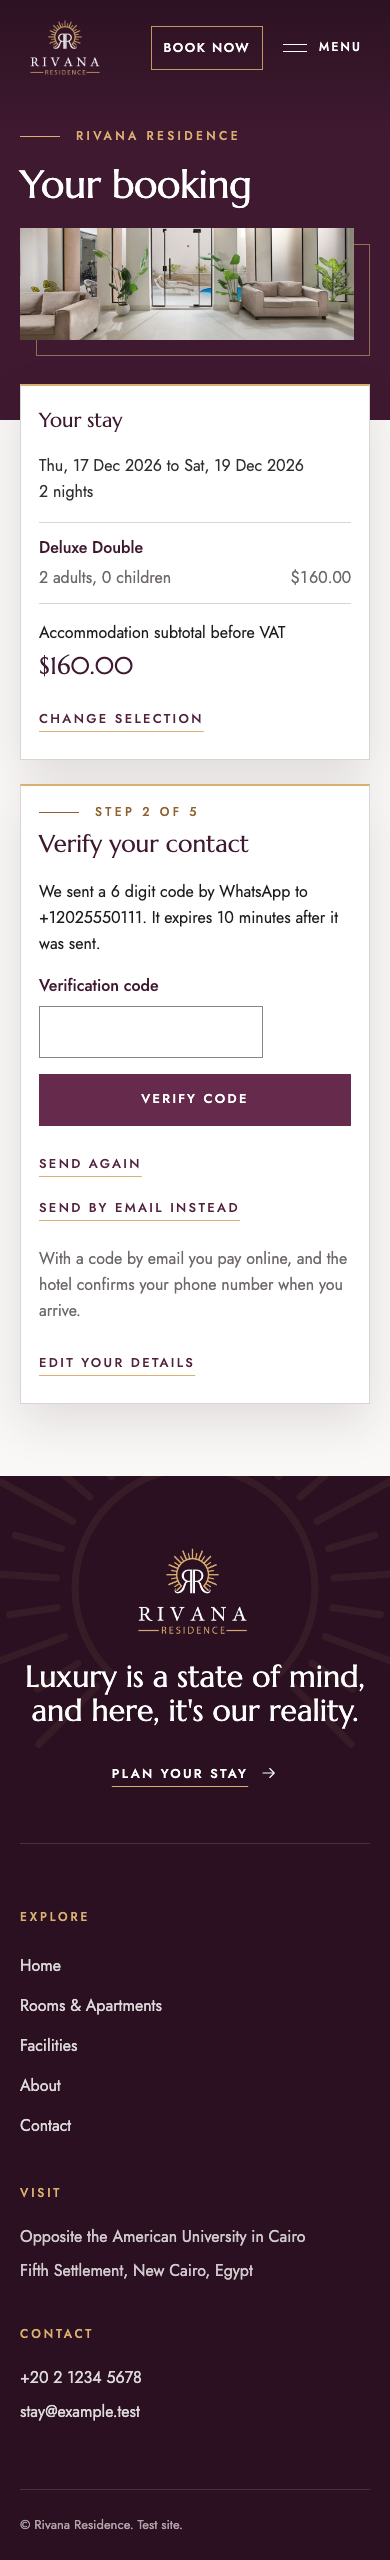 RIVANA
RESIDENCE
BOOK NOW
MENU
RIVANA RESIDENCE
Your booking
Your stay
Thu, 17 Dec 2026 to Sat, 19 Dec 2026
2 nights
Deluxe Double
2 adults, 0 children $160.00
Accommodation subtotal before VAT
$160.00
CHANGE SELECTION
STEP 2 OF 5
Verify your contact
We sent a 6 digit code by WhatsApp to
+12025550111. It expires 10 minutes after it
was sent.
Verification code
VERIFY CODE
SEND AGAIN
SEND BY EMAIL INSTEAD
With a code by email you pay online, and the
hotel confirms your phone number when you
arrive.
EDIT YOUR DETAILS
RIVANA
RESIDENCE
Luxury is a state of mind,
and here, it's our reality.
PLAN YOUR STAY →
EXPLORE
Home
Rooms & Apartments
Facilities
About
Contact
VISIT
Opposite the American University in Cairo
Fifth Settlement, New Cairo, Egypt
CONTACT
+20 2 1234 5678
stay@example.test
© Rivana Residence. Test site.